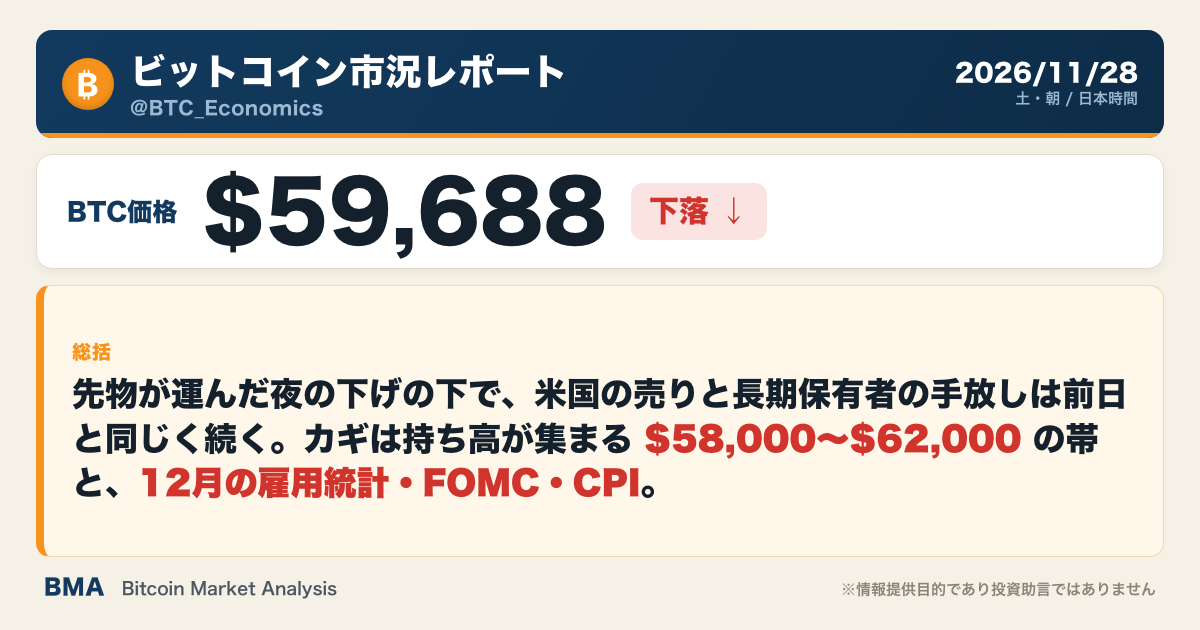 ビットコイン市況レポート
@BTC_Economics
2026/11/28
土・朝 / 日本時間
BTC価格 $59,688 下落 ↓
総括
先物が運んだ夜の下げの下で、米国の売りと長期保有者の手放しは前日
と同じく続く。カギは持ち高が集まる $58,000〜$62,000 の帯
と、12月の雇用統計・FOMC・CPI。
BMA Bitcoin Market Analysis
※情報提供目的であり投資助言ではありません